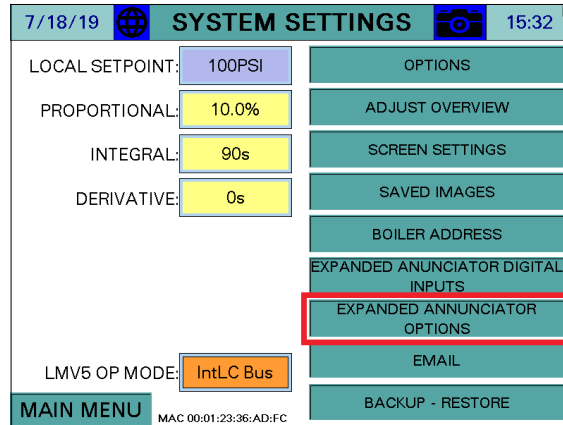 7/18/19 SYSTEM SETTINGS 15:32
LOCAL SETPOINT: 100PSI
OPTIONS
PROPORTIONAL: 10.0%
ADJUST OVERVIEW
INTEGRAL: 90s
SCREEN SETTINGS
DERIVATIVE: 0s
SAVED IMAGES
BOILER ADDRESS
EXPANDED ANUNCIATOR DIGITAL
INPUTS
EXPANDED ANNUNCIATOR
OPTIONS
LMV5 OP MODE: IntLC Bus
EMAIL
MAIN MENU
MAC 00:01:23:36:AD:FC
BACKUP - RESTORE